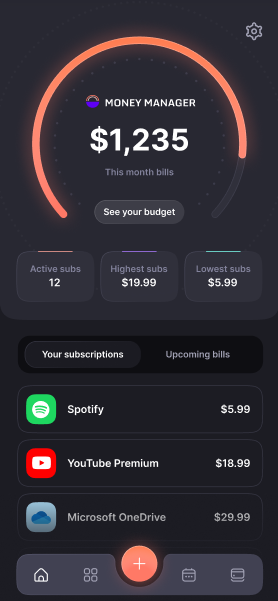 MONEY MANAGER
$1,235
This month bills
See your budget
Active subs
12
Highest subs
$19.99
Lowest subs
$5.99
Your subscriptions
Upcoming bills
Spotify
$5.99
YouTube Premium
$18.99
Microsoft OneDrive
$29.99